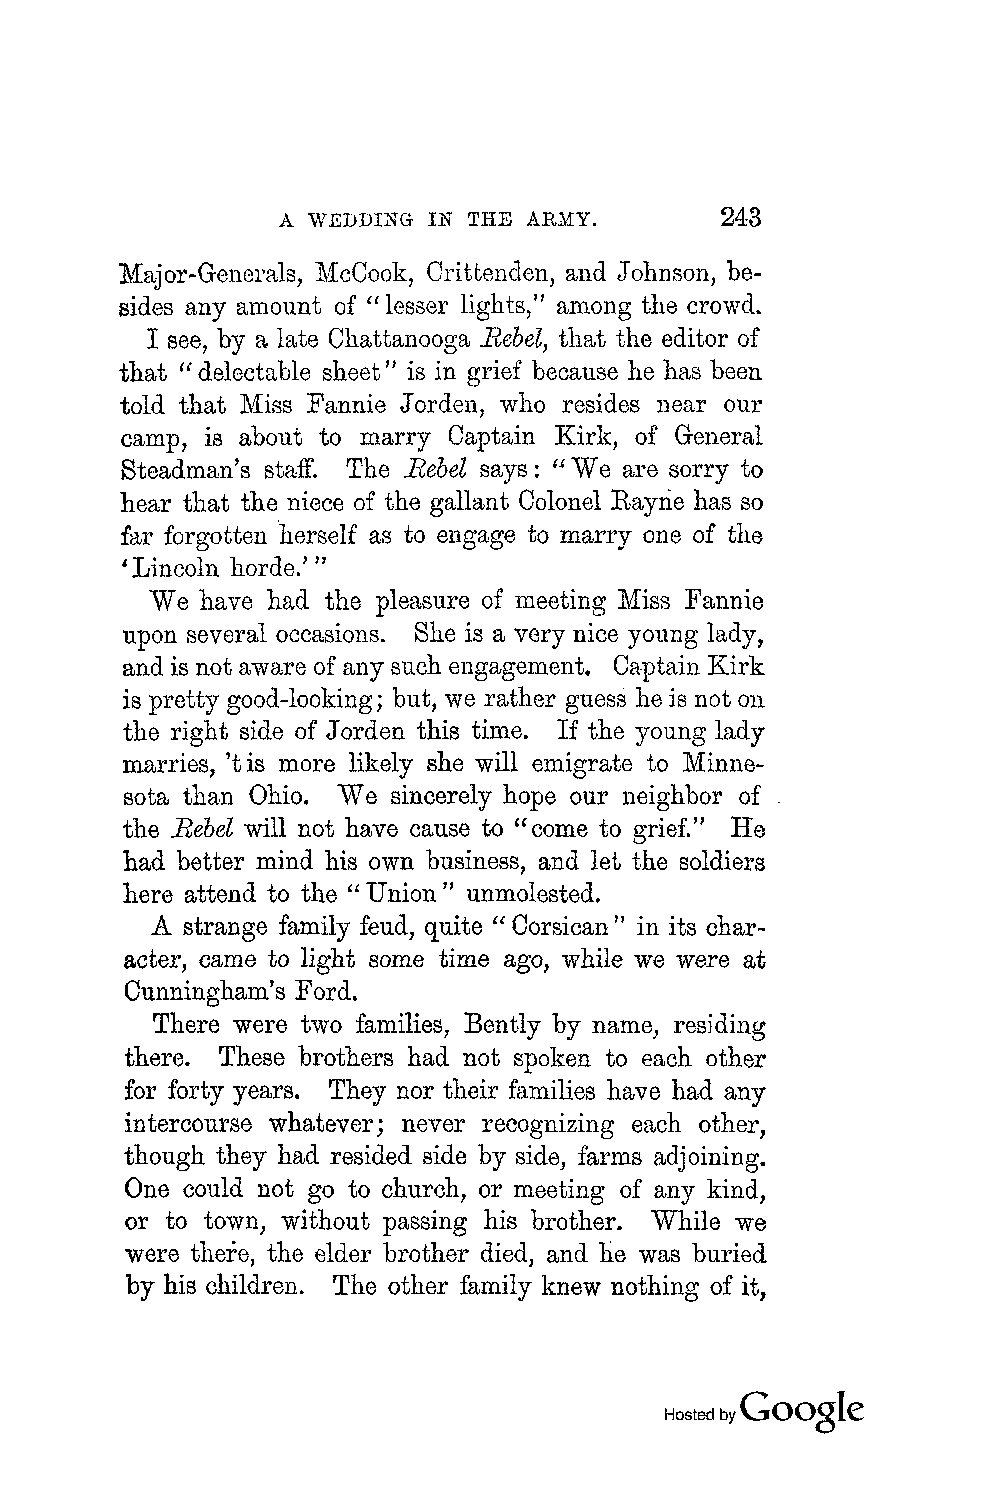 A WEDDING IN THE ARMY. 243
Major-Generals, McCook, Crittenden, and Johnson, be-
sides any amount of "lesser lights," among the crowd.
I see, by a late Chattanooga Rebel, that the editor of
that "delectable sheet" is in grief because he has been
told that Miss Fannie Jorden, who resides near our
camp, is about to marry Captain Kirk, of General
Steadman's staff. The Rebel says: "We are sorry to
hear that the niece of the gallant Colonel Rayne has so
far forgotten herself as to engage to marry one of the
'Lincoln horde.'"
We have had the pleasure of meeting Miss Fannie
upon several occasions. She is a very nice young lady,
and is not aware of any such engagement. Captain Kirk
is pretty good-looking; but, we rather guess he is not on
the right side of Jorden this time. If the young lady
marries, 'tis more likely she will emigrate to Minne-
sota than Ohio. We sincerely hope our neighbor of
the Rebel will not have cause to "come to grief." He
had better mind his own business, and let the soldiers
here attend to the "Union" unmolested.
A strange family feud, quite "Corsican" in its char-
acter, came to light some time ago, while we were at
Cunningham's Ford.
There were two families, Bently by name, residing
there. These brothers had not spoken to each other
for forty years. They nor their families have had any
intercourse whatever; never recognizing each other,
though they had resided side by side, farms adjoining.
One could not go to church, or meeting of any kind,
or to town, without passing his brother. While we
were there, the elder brother died, and he was buried
by his children. The other family knew nothing of it,
Hosted by Google